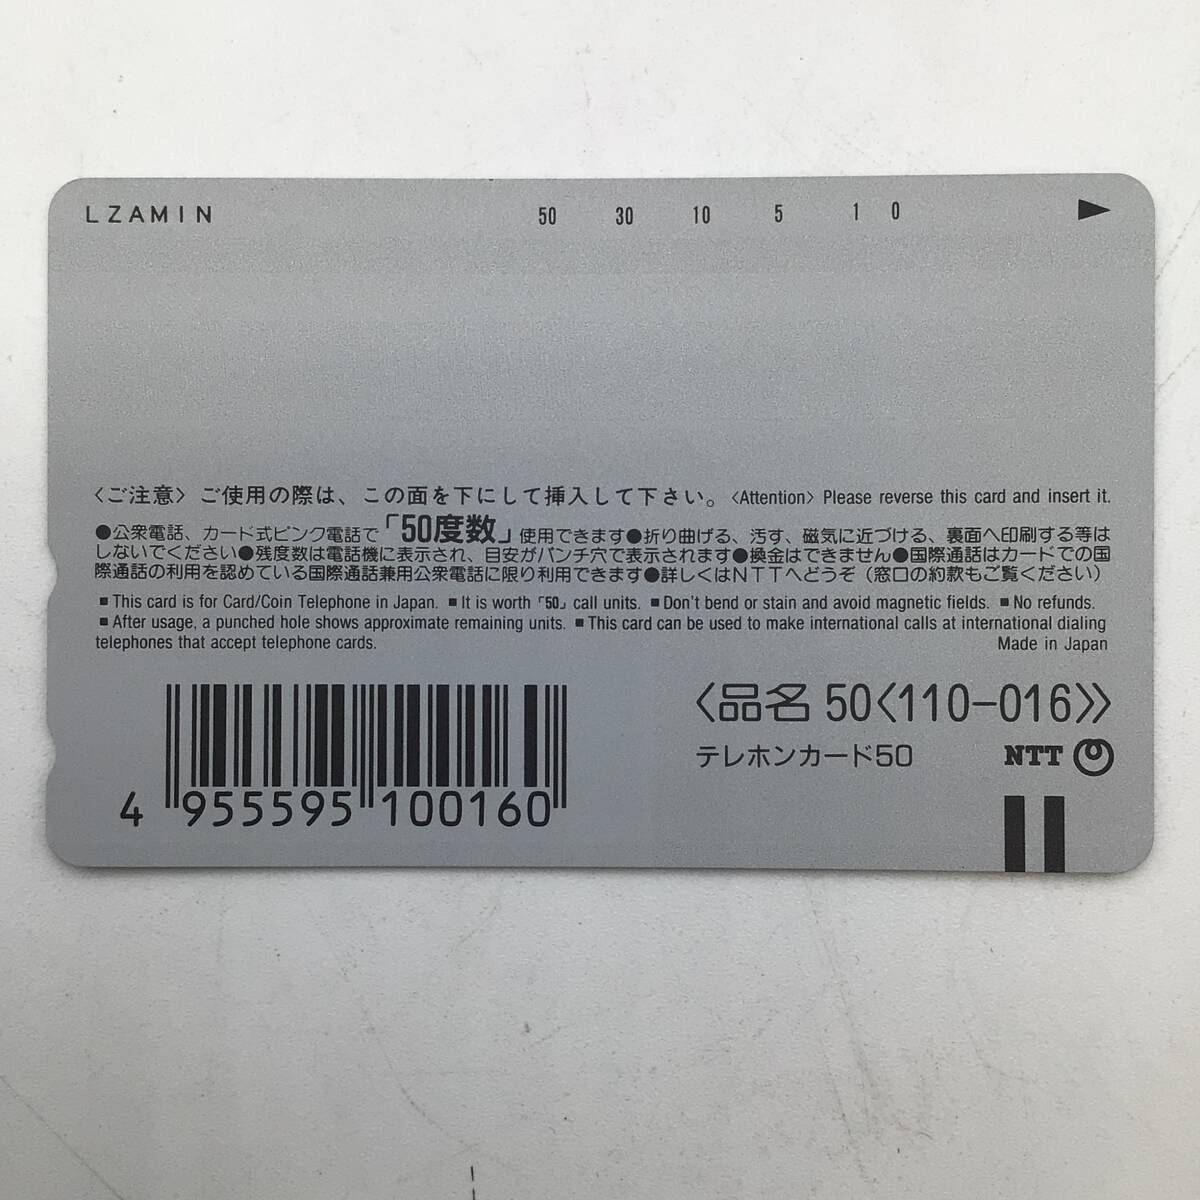 LZAMIN 50 30 10 5 1 0 ▶
〈ご注意〉ご使用の際は、この面を下にして挿入して下さい。〈Attention〉Please reverse this card and insert it.
●公衆電話、カード式ピンク電話で「50度数」使用できます●折り曲げる、汚す、磁気に近づける、裏面へ印刷する等は
しないでください●残度数は電話機に表示され、目安がパンチ穴で表示されます●換金はできません●国際通話はカードでの国
際通話の利用を認めている国際通話兼用公衆電話に限り利用できます●詳しくはNTTへどうぞ（窓口の約款もご覧ください）
■This card is for Card/Coin Telephone in Japan. ■It is worth「50」call units. ■Don't bend or stain and avoid magnetic fields. ■No refunds.
■After usage, a punched hole shows approximate remaining units. ■This card can be used to make international calls at international dialing
telephones that accept telephone cards. Made in Japan
〈品名 50〈110-016〉〉
テレホンカード50 NTT
4 955595 100160